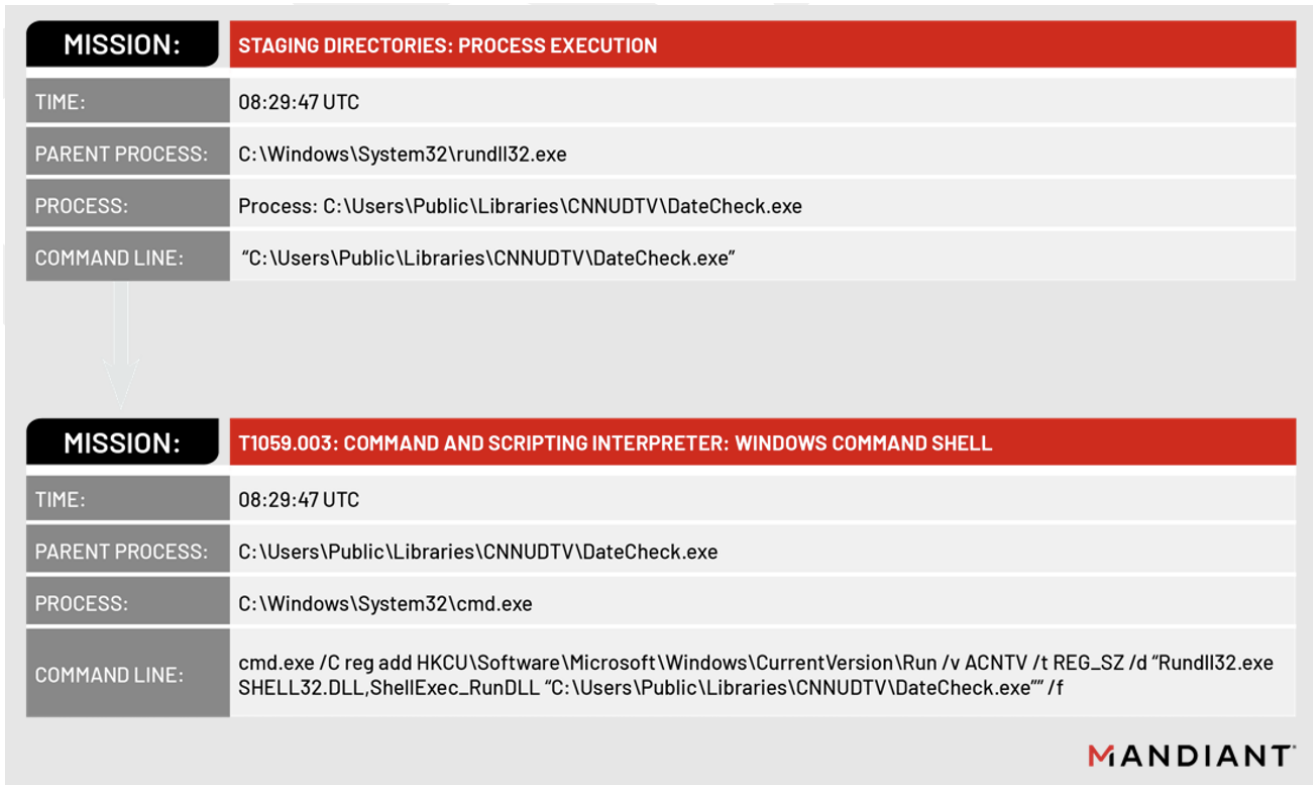 MISSION: STAGING DIRECTORIES: PROCESS EXECUTION
TIME: 08:29:47 UTC
PARENT PROCESS: C:\Windows\System32\rundll32.exe
PROCESS: Process: C:\Users\Public\Libraries\CNNUDTV\DateCheck.exe
COMMAND LINE: “C:\Users\Public\Libraries\CNNUDTV\DateCheck.exe”
MISSION: T1059.003: COMMAND AND SCRIPTING INTERPRETER: WINDOWS COMMAND SHELL
TIME: 08:29:47 UTC
PARENT PROCESS: C:\Users\Public\Libraries\CNNUDTV\DateCheck.exe
PROCESS: C:\Windows\System32\cmd.exe
COMMAND LINE: cmd.exe /C reg add HKCU\Software\Microsoft\Windows\CurrentVersion\Run /v ACNTV /t REG_SZ /d “Rundll32.exe
SHELL32.DLL,ShellExec_RunDLL “C:\Users\Public\Libraries\CNNUDTV\DateCheck.exe”” /f
MANDIANT